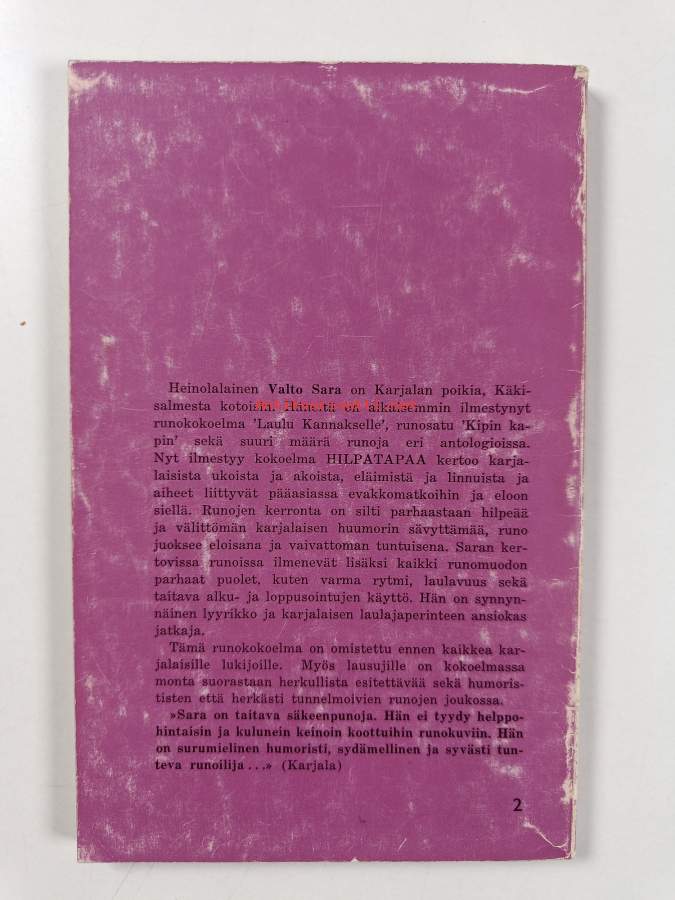 Heinolalainen Valto Sara on Karjalan poikia, Käki-
salmesta kotoisin. Häneltä on aikaisemmin ilmestynyt
runokokoelma 'Laulu Kannakselle', runosatu 'Kipin ka-
pin' sekä suuri määrä runoja eri antologioissa.
Nyt ilmestyy kokoelma HILPATAPAA kertoo karja-
laisista ukoista ja akoista, eläimistä ja linnuista ja
aiheet liittyvät pääasiassa evakkomatkoihin ja eloon
siellä. Runojen kerronta on silti parhaastaan hilpeää
ja välittömän karjalaisen huumorin sävyttämää, runo
juoksee eloisana ja vaivattoman tuntuisena. Saran ker-
tovissa runoissa ilmenevät lisäksi kaikki runomuodon
parhaat puolet, kuten varma rytmi, laulavuus sekä
taitava alku- ja loppusointujen käyttö. Hän on synnyn-
näinen lyyrikko ja karjalaisen laulajaperinteen ansiokas
jatkaja.
Tämä runokokoelma on omistettu ennen kaikkea kar-
jalaisille lukijoille. Myös lausujille on kokoelmassa
monta suorastaan herkullista esitettävää sekä humoris-
tisten että herkästi tunnelmoivien runojen joukossa.
»Sara on taitava säkeenpunoja. Hän ei tyydy helppo-
hintaisin ja kulunein keinoin koottuihin runokuviin. Hän
on surumielinen humoristi, sydämellinen ja syvästi tun-
teva runoilija...» (Karjala)
2